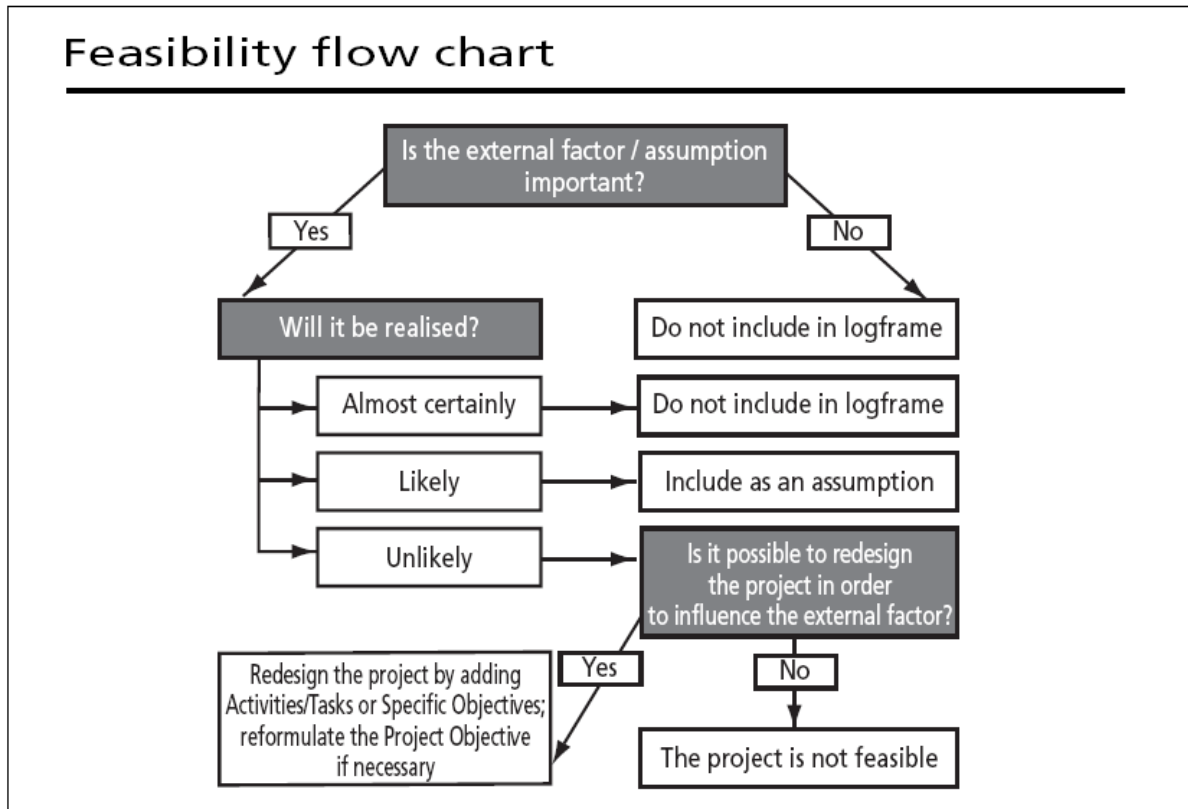 Feasibility flow chart
Is the external factor / assumption
important?
Yes
No
Will it be realised?
Do not include in logframe
Almost certainly
Do not include in logframe
Likely
Include as an assumption
Unlikely
Is it possible to redesign
the project in order
to influence the external factor?
Yes
No
Redesign the project by adding
Activities/Tasks or Specific Objectives;
reformulate the Project Objective
if necessary
The project is not feasible